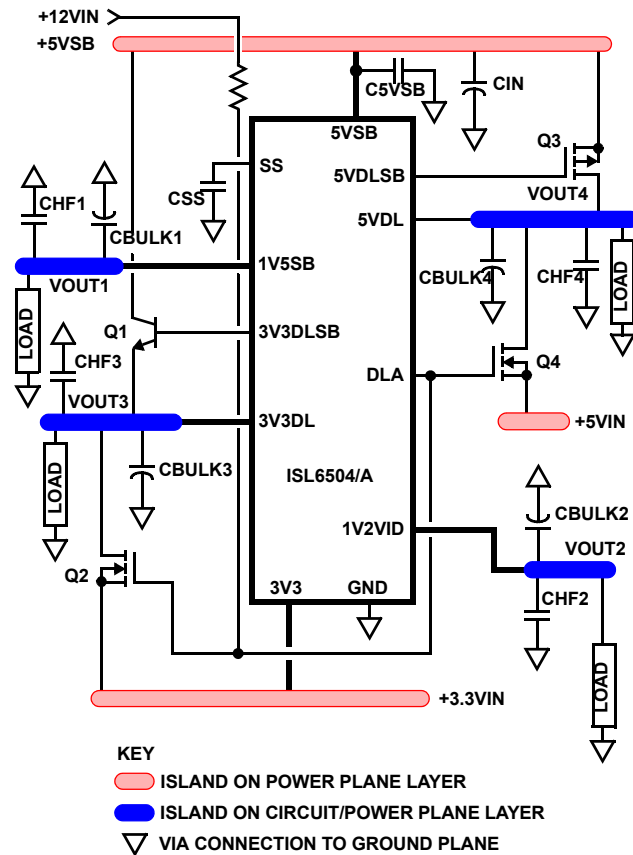 +12VIN
+5VSB
C5VSB
CIN
5VSB
Q3
SS
5VDLSB
CSS
VOUT4
CHF1
5VDL
CBULK1
1V5SB
CBULK4
CHF4
LOAD
VOUT1
LOAD
Q1
3V3DLSB
CHF3
Q4
DLA
VOUT3
3V3DL
+5VIN
CBULK3
ISL6504/A
LOAD
CBULK2
1V2VID
VOUT2
Q2
3V3
GND
CHF2
LOAD
+3.3VIN
KEY
ISLAND ON POWER PLANE LAYER
ISLAND ON CIRCUIT/POWER PLANE LAYER
VIA CONNECTION TO GROUND PLANE